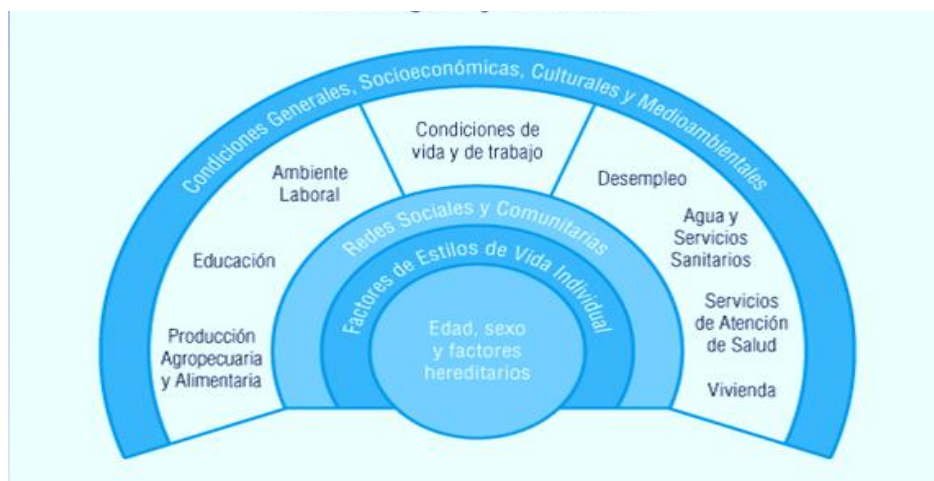 Condiciones Generales, Socioeconómicas, Culturales y Medioambientales
Condiciones de
vida y de trabajo
Ambiente
Laboral
Desempleo
Redes Sociales y Comunitarias
Agua y
Servicios
Sanitarios
Educación
Factores de Estilos de Vida Individual
Servicios
de Atención
de Salud
Edad, sexo
y factores
hereditarios
Producción
Agropecuaria
y Alimentaria
Vivienda